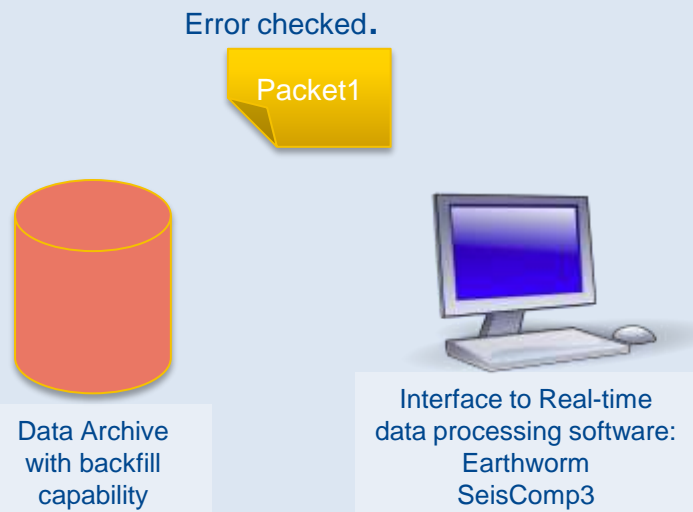 Error checked.
Packet1
Data Archive
with backfill
capability
Interface to Real-time
data processing software:
Earthworm
SeisComp3